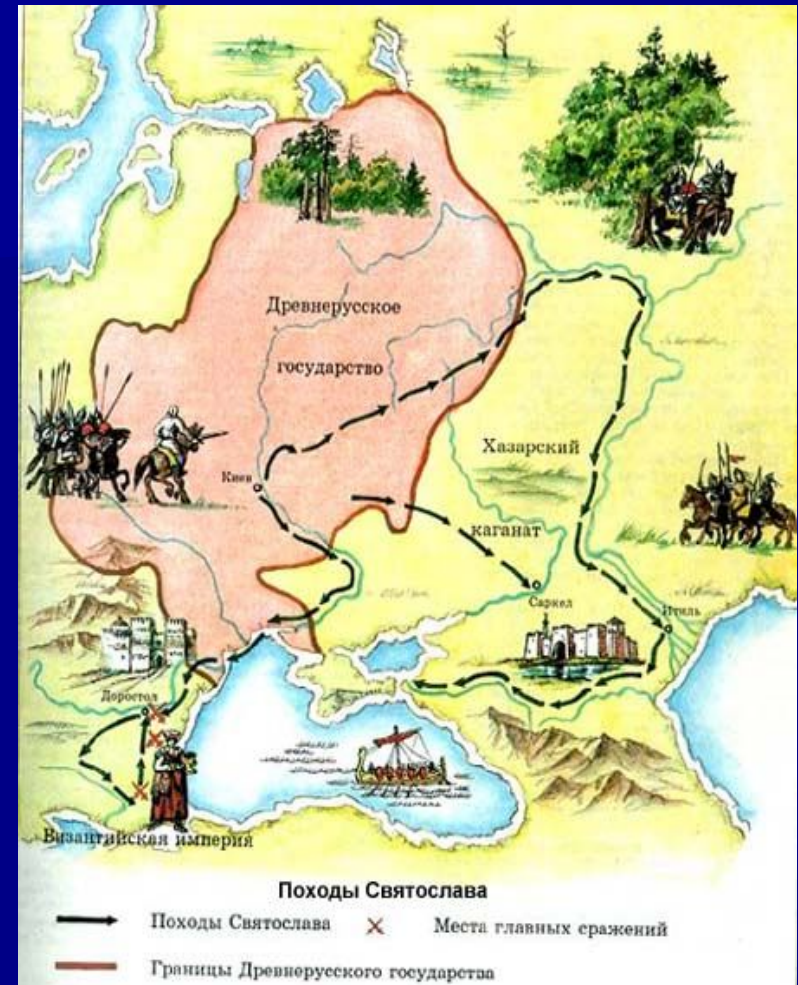 Древнерусское
государство
Киев
Хазарский
каганат
Саркел
Итиль
Доростол
Византийская империя
Походы Святослава
Походы Святослава
Места главных сражений
Границы Древнерусского государства